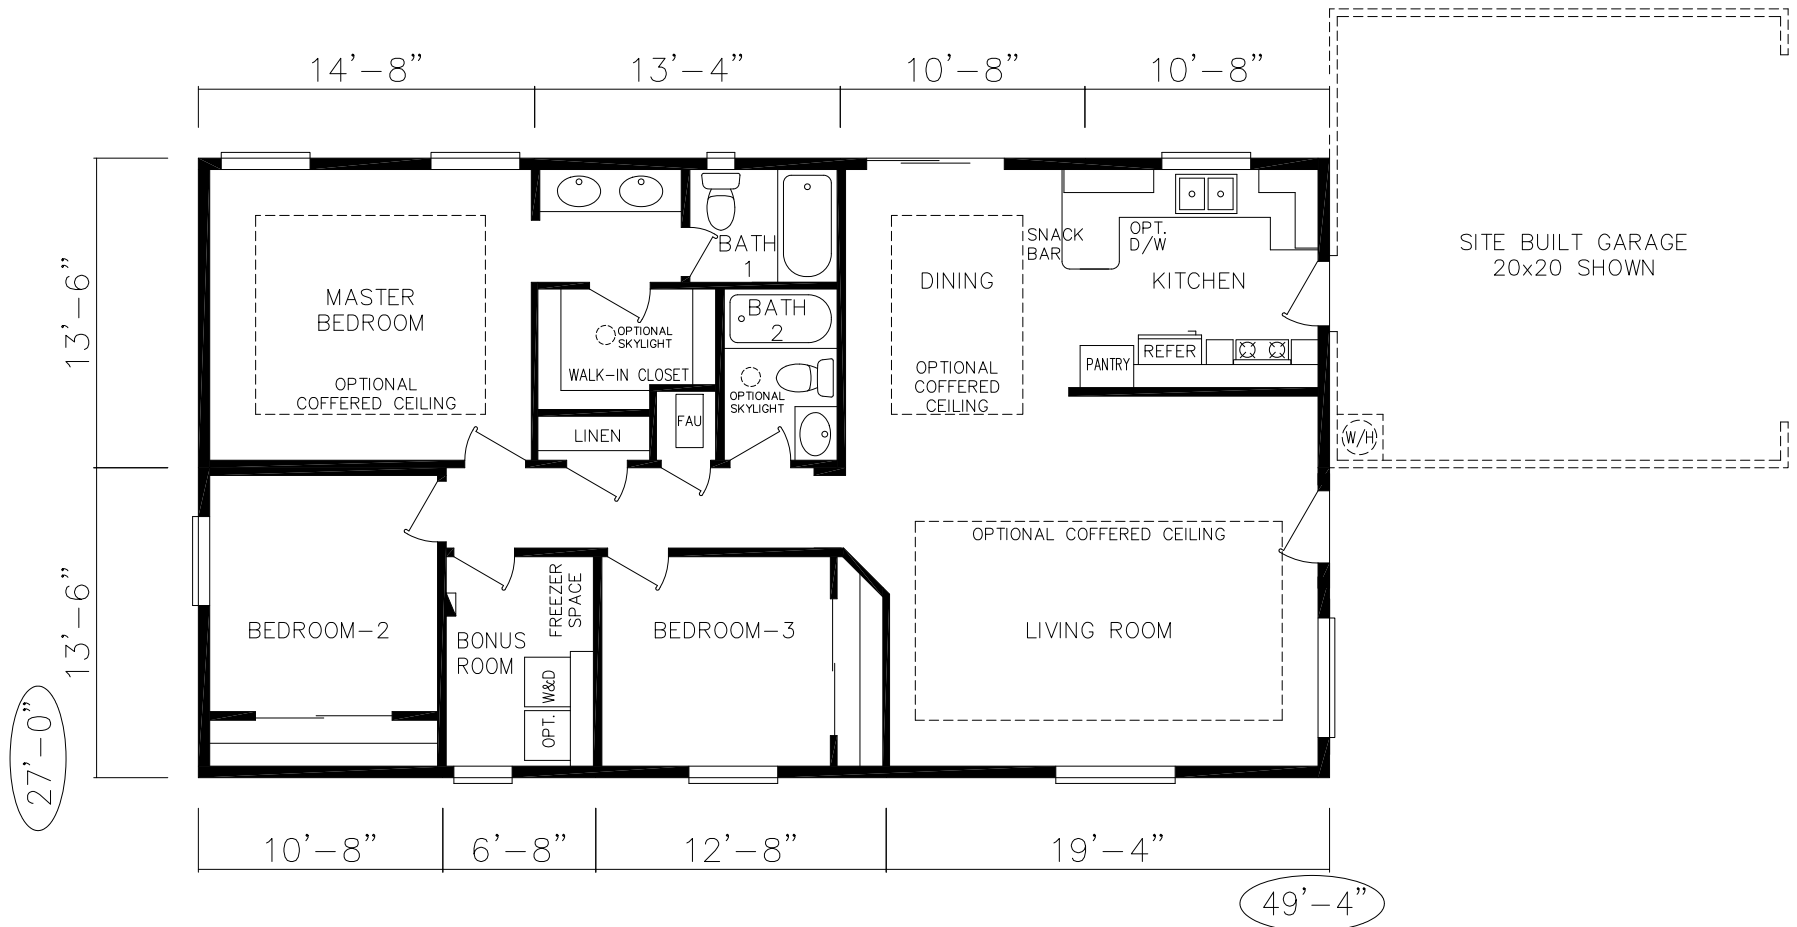 14'-8"
13'-4"
10'-8"
10'-8"
13'-6"
13'-6"
27'-0"
MASTER
BEDROOM
OPTIONAL
COFFERED CEILING
BATH
1
OPTIONAL
SKYLIGHT
WALK-IN CLOSET
BATH
2
OPTIONAL
SKYLIGHT
LINEN
FAU
DINING
OPTIONAL
COFFERED
CEILING
SNACK
BAR
OPT.
D/W
KITCHEN
PANTRY
REFER
SITE BUILT GARAGE
20x20 SHOWN
W/H
BEDROOM-2
BONUS
ROOM
FREEZER
SPACE
OPT. W&D
BEDROOM-3
OPTIONAL COFFERED CEILING
LIVING ROOM
10'-8"
6'-8"
12'-8"
19'-4"
49'-4"